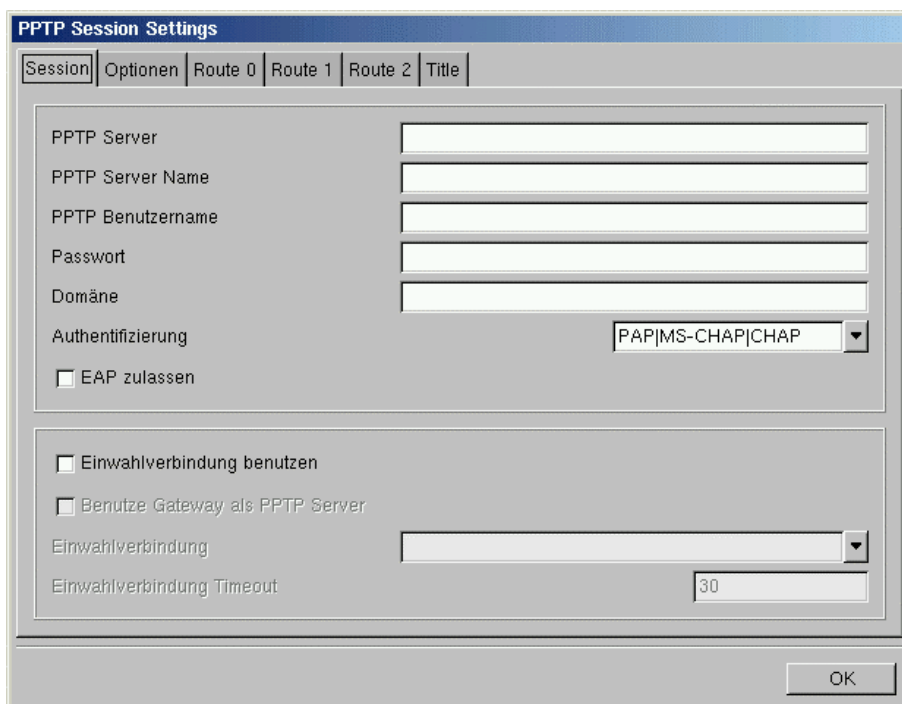 PPTP Session Settings
Session Optionen Route 0 Route 1 Route 2 Title
PPTP Server
PPTP Server Name
PPTP Benutzername
Passwort
Domäne
Authentifizierung PAP|MS-CHAP|CHAP
EAP zulassen
Einwahlverbindung benutzen
Benutze Gateway als PPTP Server
Einwahlverbindung
Einwahlverbindung Timeout 30
OK